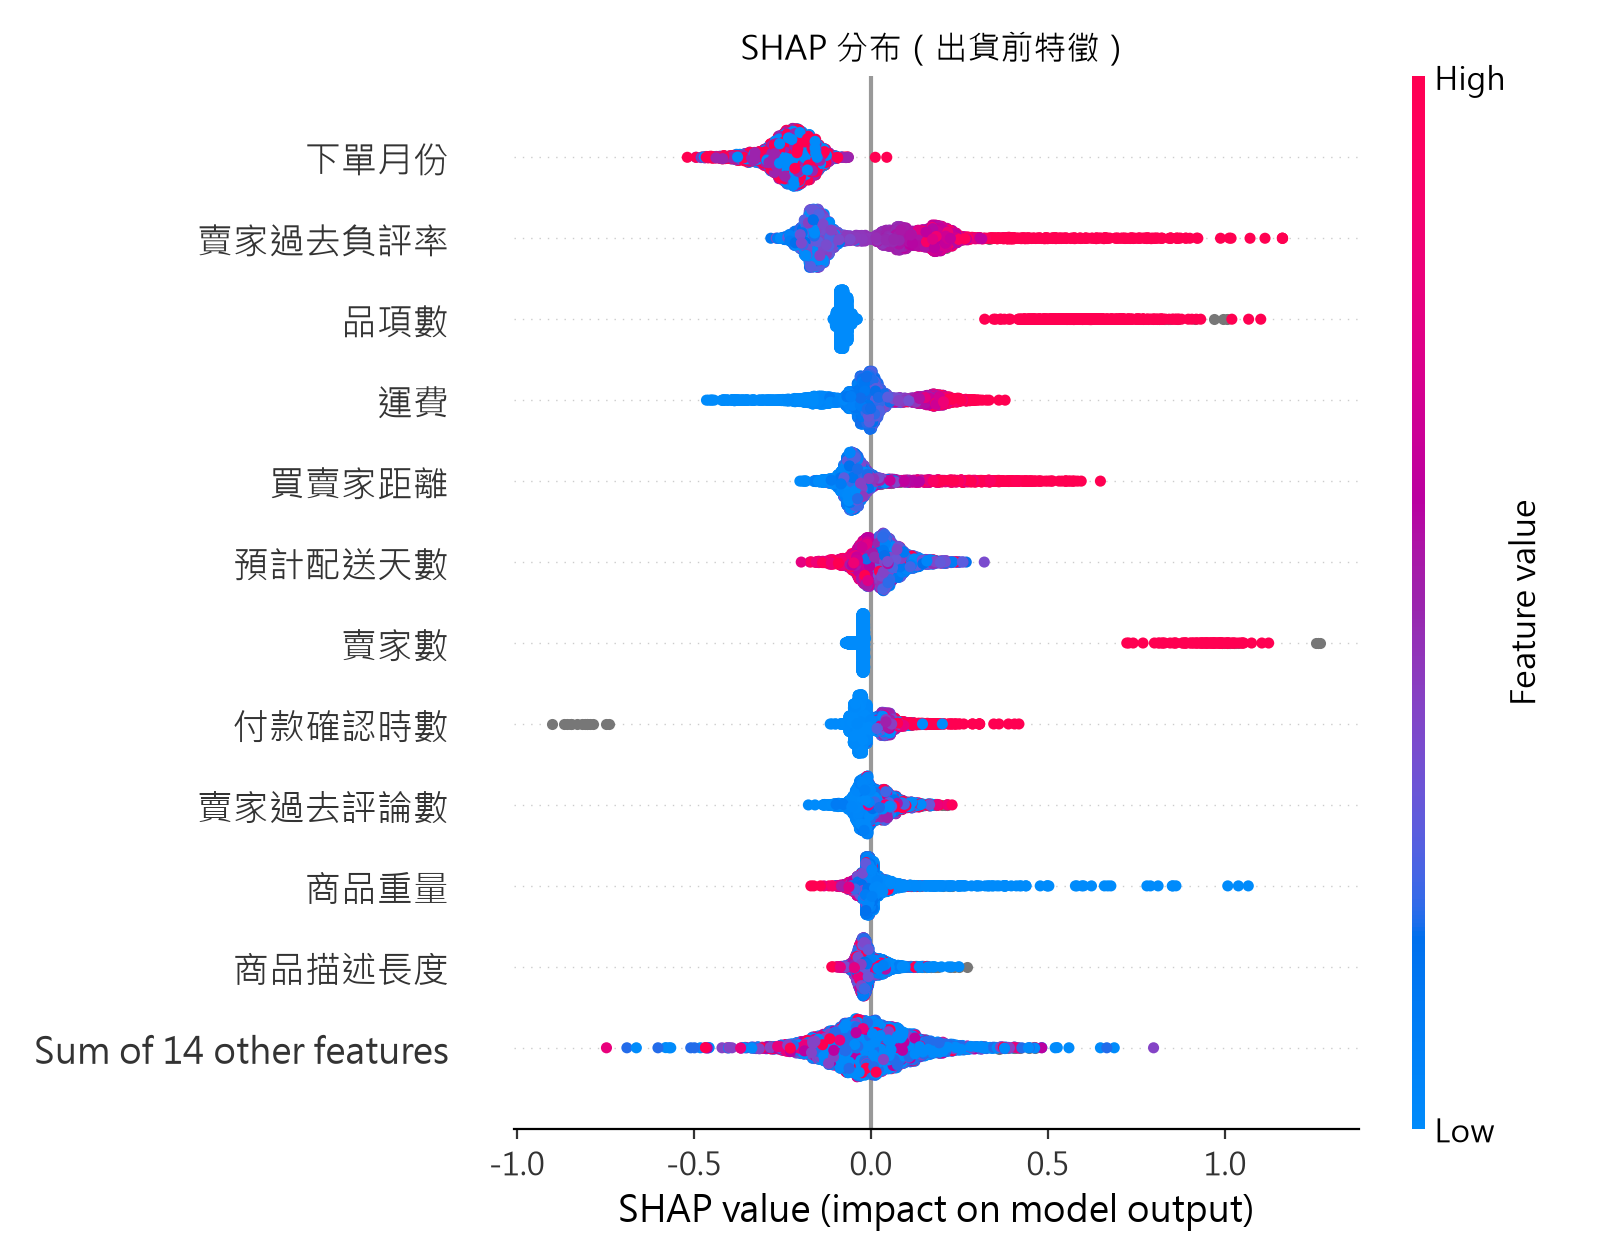 SHAP 分布（出貨前特徵）
High
下單月份
賣家過去負評率
品項數
運費
買賣家距離
預計配送天數
賣家數
付款確認時數
賣家過去評論數
商品重量
商品描述長度
Sum of 14 other features
Feature value
Low
-1.0
-0.5
0.0
0.5
1.0
SHAP value (impact on model output)